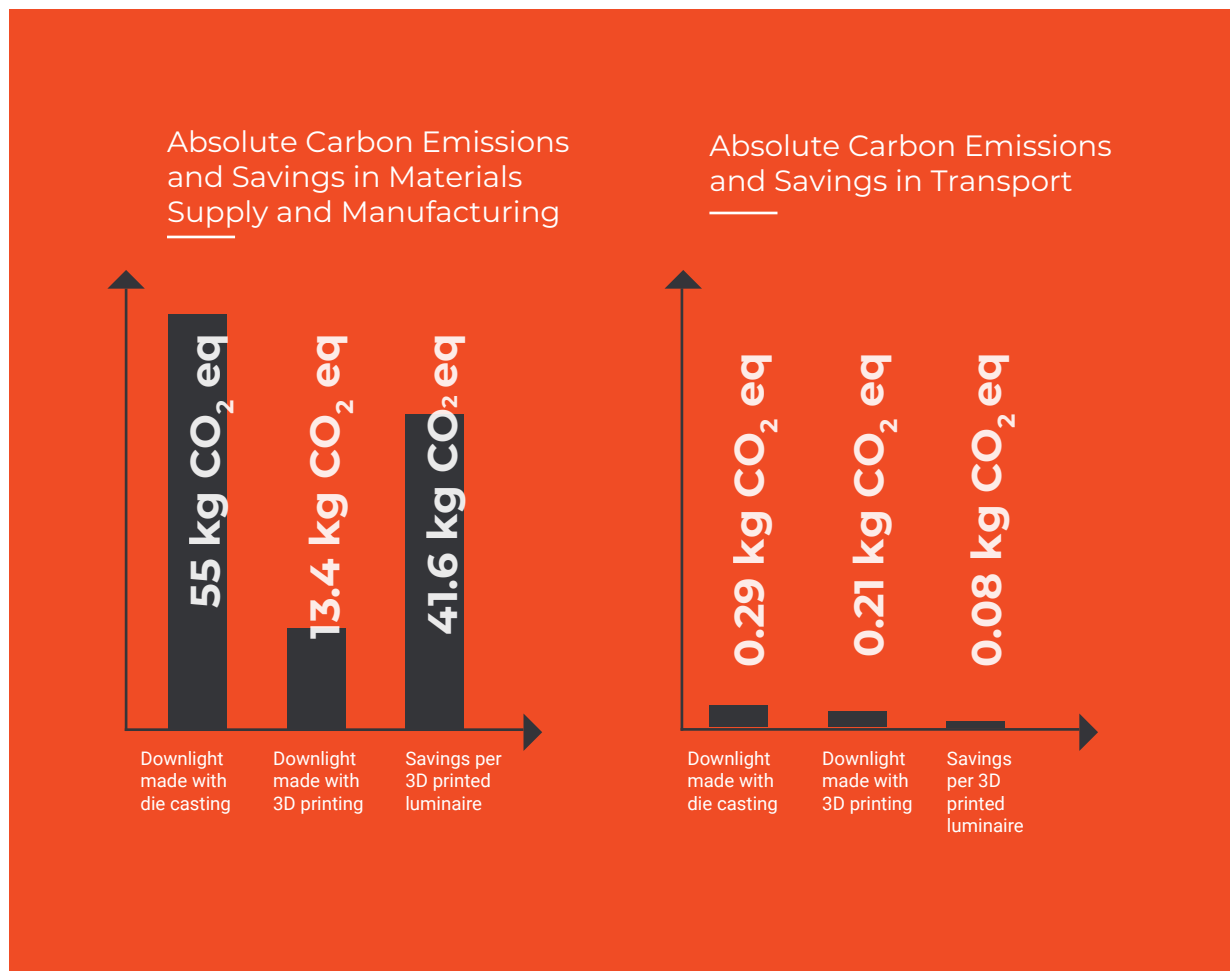 Absolute Carbon Emissions
and Savings in Materials
Supply and Manufacturing
55 kg CO₂ eq
13.4 kg CO₂ eq
41.6 kg CO₂ eq
Downlight
made with
die casting
Downlight
made with
3D printing
Savings per
3D printed
luminaire
Absolute Carbon Emissions
and Savings in Transport
0.29 kg CO₂ eq
0.21 kg CO₂ eq
0.08 kg CO₂ eq
Downlight
made with
die casting
Downlight
made with
3D printing
Savings
per 3D
printed
luminaire